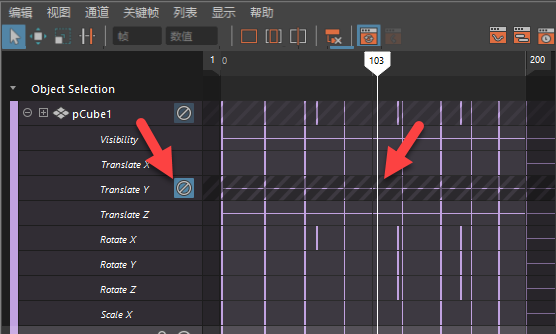 编辑 视图 通道 关键帧 列表 显示 帮助
帧 数值
1 0 103 200
Object Selection
pCube1
Visibility
Translate X
Translate Y
Translate Z
Rotate X
Rotate Y
Rotate Z
Scale X